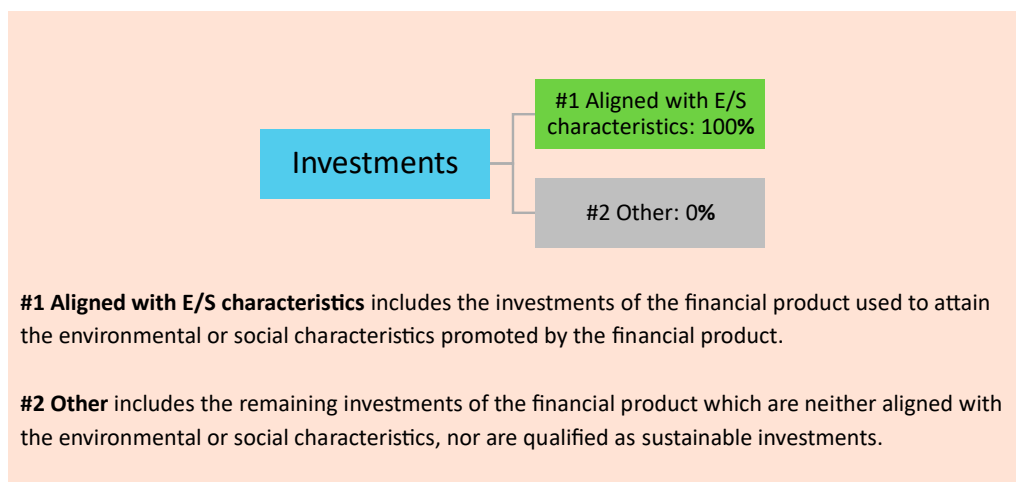 #1 Aligned with E/S
characteristics: 100%
Investments
#2 Other: 0%
#1 Aligned with E/S characteristics includes the investments of the financial product used to attain
the environmental or social characteristics promoted by the financial product.
#2 Other includes the remaining investments of the financial product which are neither aligned with
the environmental or social characteristics, nor are qualified as sustainable investments.